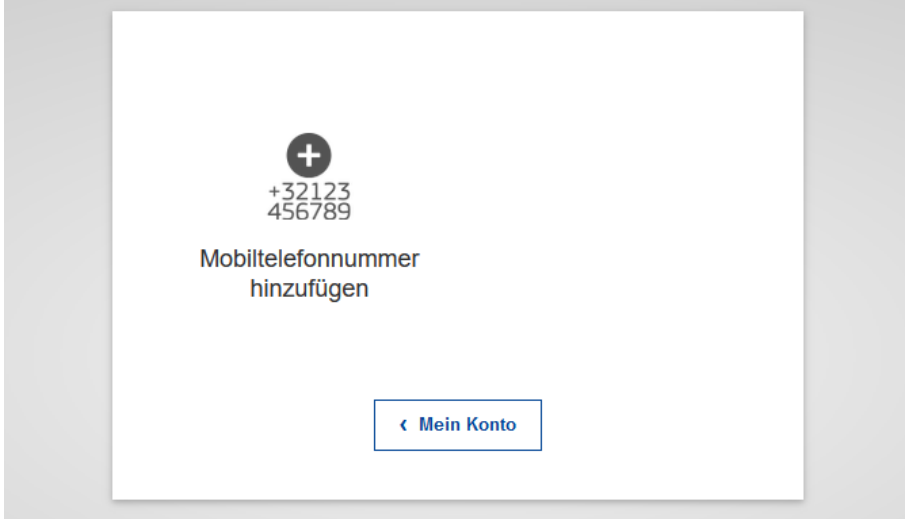 +32123
456789
Mobiltelefonnummer
hinzufügen
‹ Mein Konto